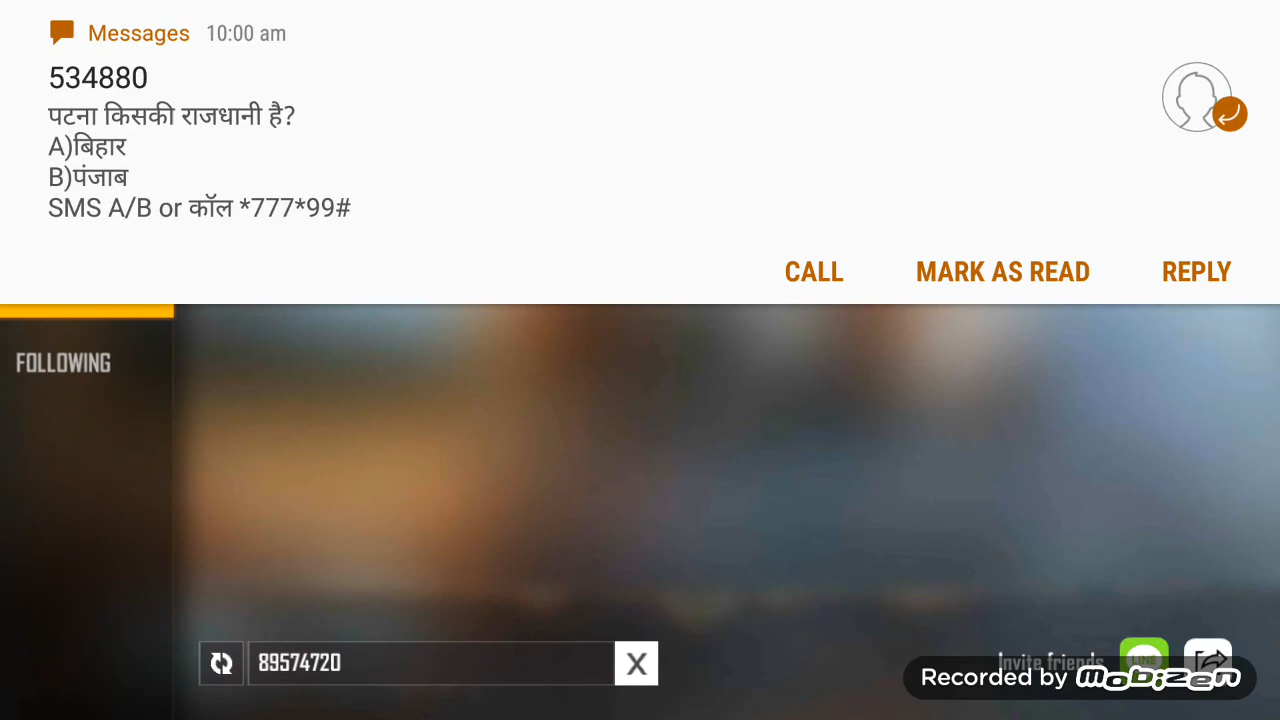 Messages 10:00 am
534880
पटना किसकी राजधानी है?
A)बिहार
B)पंजाब
SMS A/B or कॉल *777*99#
CALL MARK AS READ REPLY
FOLLOWING
89574720 X
Invite friends LINE
Recorded by mobizen